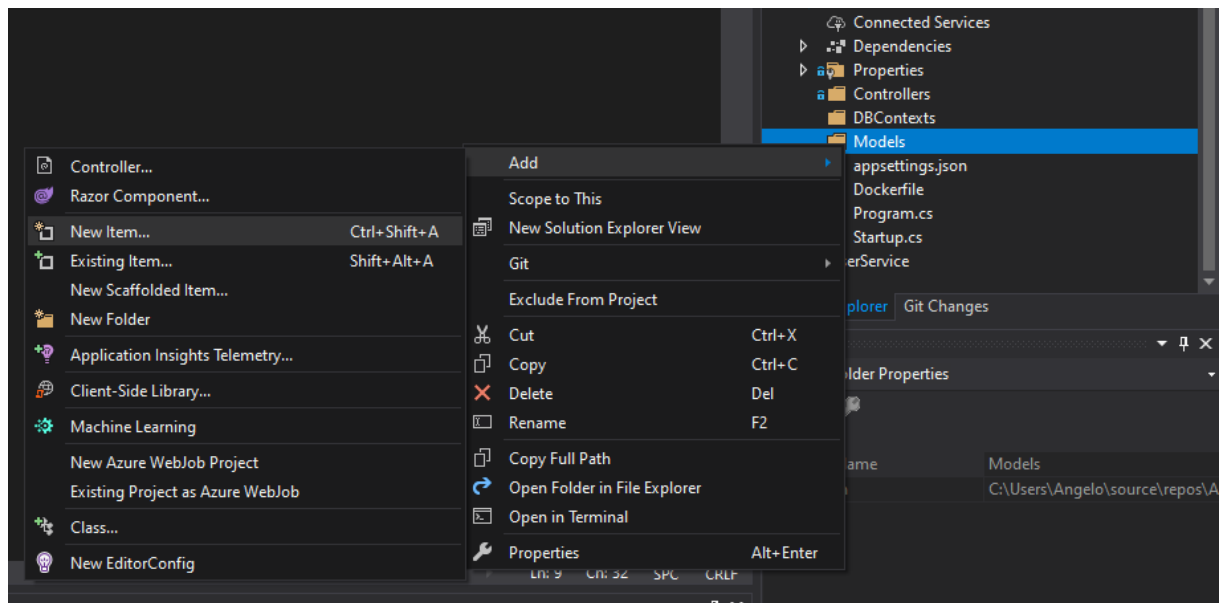 Connected Services
Dependencies
Properties
Controllers
DBContexts
Models
appsettings.json
Dockerfile
Program.cs
Startup.cs
erService
Controller...
Razor Component...
New Item... Ctrl+Shift+A
Existing Item... Shift+Alt+A
New Scaffolded Item...
New Folder
Application Insights Telemetry...
Client-Side Library...
Machine Learning
New Azure WebJob Project
Existing Project as Azure WebJob
Class...
New EditorConfig
Add
Scope to This
New Solution Explorer View
Git
Exclude From Project
Cut Ctrl+X
Copy Ctrl+C
Delete Del
Rename F2
Copy Full Path
Open Folder in File Explorer
Open in Terminal
Properties Alt+Enter
plorer Git Changes
lder Properties
ame Models
C:\Users\Angelo\source\repos\A
Ln: 9 Ch: 32 SPC CRLF